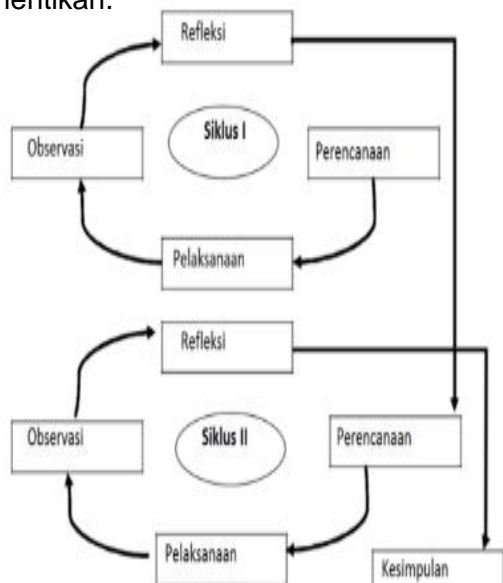 Refleksi
Siklus I
Observasi
Perencanaan
Pelaksanaan
Refleksi
Siklus II
Observasi
Perencanaan
Pelaksanaan
Kesimpulan